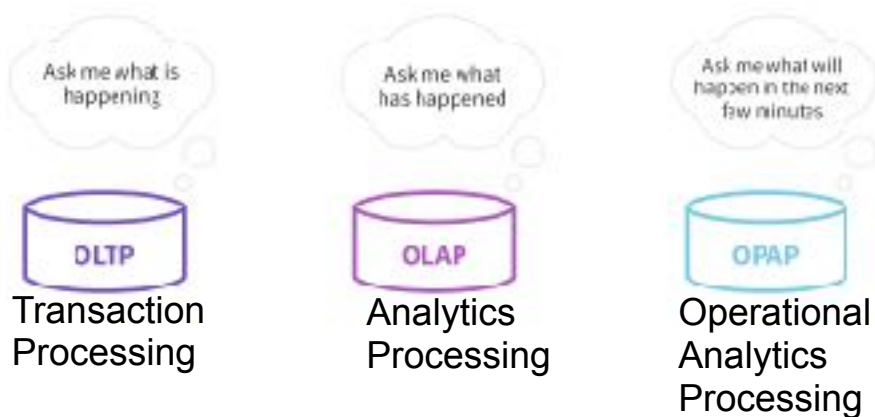 Ask me what is
happening
Ask me what
has happened
Ask me what will
happen in the next
few minutes
OLTP
OLAP
OPAP
Transaction
Processing
Analytics
Processing
Operational
Analytics
Processing